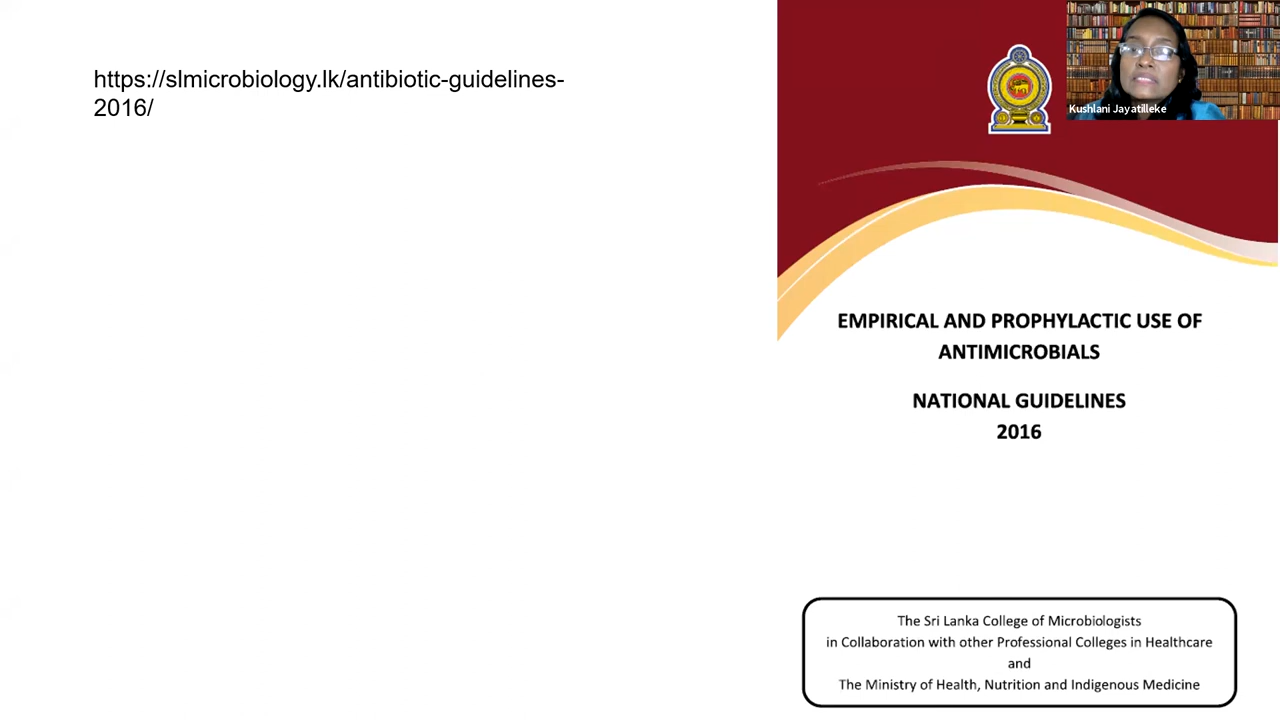 https://slmicrobiology.lk/antibiotic-guidelines-
2016/
Kushlani Jayatilleke
EMPIRICAL AND PROPHYLACTIC USE OF
ANTIMICROBIALS
NATIONAL GUIDELINES
2016
The Sri Lanka College of Microbiologists
in Collaboration with other Professional Colleges in Healthcare
and
The Ministry of Health, Nutrition and Indigenous Medicine